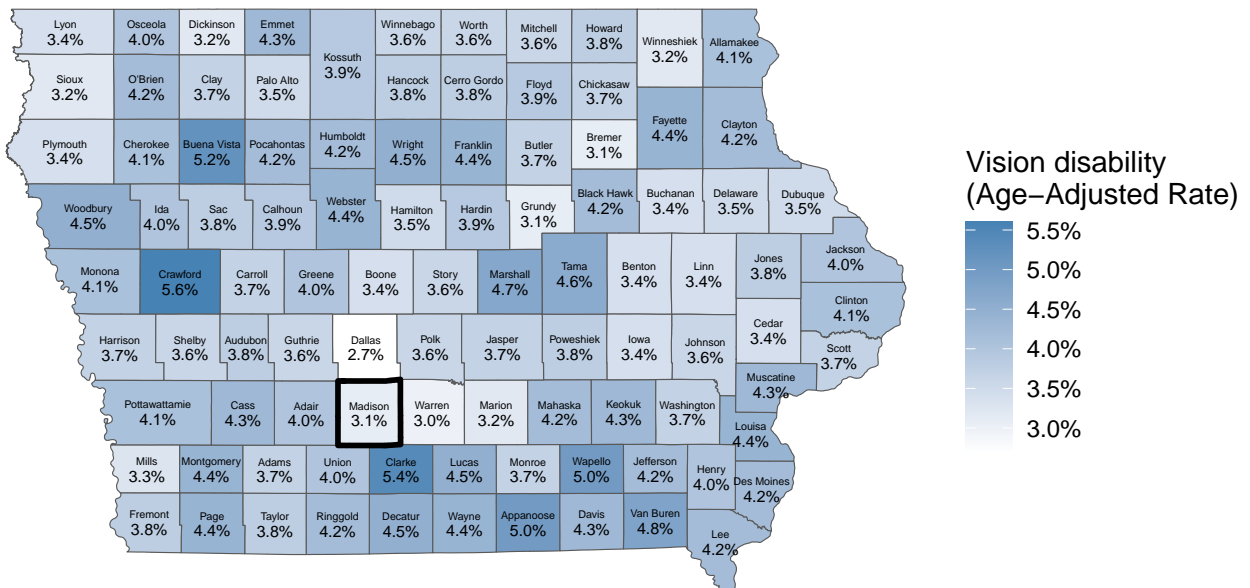 Lyon
3.4%
Osceola
4.0%
Dickinson
3.2%
Emmet
4.3%
Kossuth
3.9%
Winnebago
3.6%
Worth
3.6%
Mitchell
3.6%
Howard
3.8%
Winneshiek
3.2%
Allamakee
4.1%
Sioux
3.2%
O'Brien
4.2%
Clay
3.7%
Palo Alto
3.5%
Hancock
3.8%
Cerro Gordo
3.8%
Floyd
3.9%
Chickasaw
3.7%
Fayette
4.4%
Clayton
4.2%
Plymouth
3.4%
Cherokee
4.1%
Buena Vista
5.2%
Pocahontas
4.2%
Humboldt
4.2%
Wright
4.5%
Franklin
4.4%
Butler
3.7%
Bremer
3.1%
Woodbury
4.5%
Ida
4.0%
Sac
3.8%
Calhoun
3.9%
Webster
4.4%
Hamilton
3.5%
Hardin
3.9%
Grundy
3.1%
Black Hawk
4.2%
Buchanan
3.4%
Delaware
3.5%
Dubuque
3.5%
Monona
4.1%
Crawford
5.6%
Carroll
3.7%
Greene
4.0%
Boone
3.4%
Story
3.6%
Marshall
4.7%
Tama
4.6%
Benton
3.4%
Linn
3.4%
Jones
3.8%
Jackson
4.0%
Clinton
4.1%
Harrison
3.7%
Shelby
3.6%
Audubon
3.8%
Guthrie
3.6%
Dallas
2.7%
Polk
3.6%
Jasper
3.7%
Poweshiek
3.8%
Iowa
3.4%
Johnson
3.6%
Cedar
3.4%
Scott
3.7%
Muscatine
4.3%
Pottawattamie
4.1%
Cass
4.3%
Adair
4.0%
Madison
3.1%
Warren
3.0%
Marion
3.2%
Mahaska
4.2%
Keokuk
4.3%
Washington
3.7%
Louisa
4.4%
Mills
3.3%
Montgomery
4.4%
Adams
3.7%
Union
4.0%
Clarke
5.4%
Lucas
4.5%
Monroe
3.7%
Wapello
5.0%
Jefferson
4.2%
Henry
4.0%
Des Moines
4.2%
Fremont
3.8%
Page
4.4%
Taylor
3.8%
Ringgold
4.2%
Decatur
4.5%
Wayne
4.4%
Appanoose
5.0%
Davis
4.3%
Van Buren
4.8%
Lee
4.2%
Vision disability
(Age−Adjusted Rate)
5.5%
5.0%
4.5%
4.0%
3.5%
3.0%